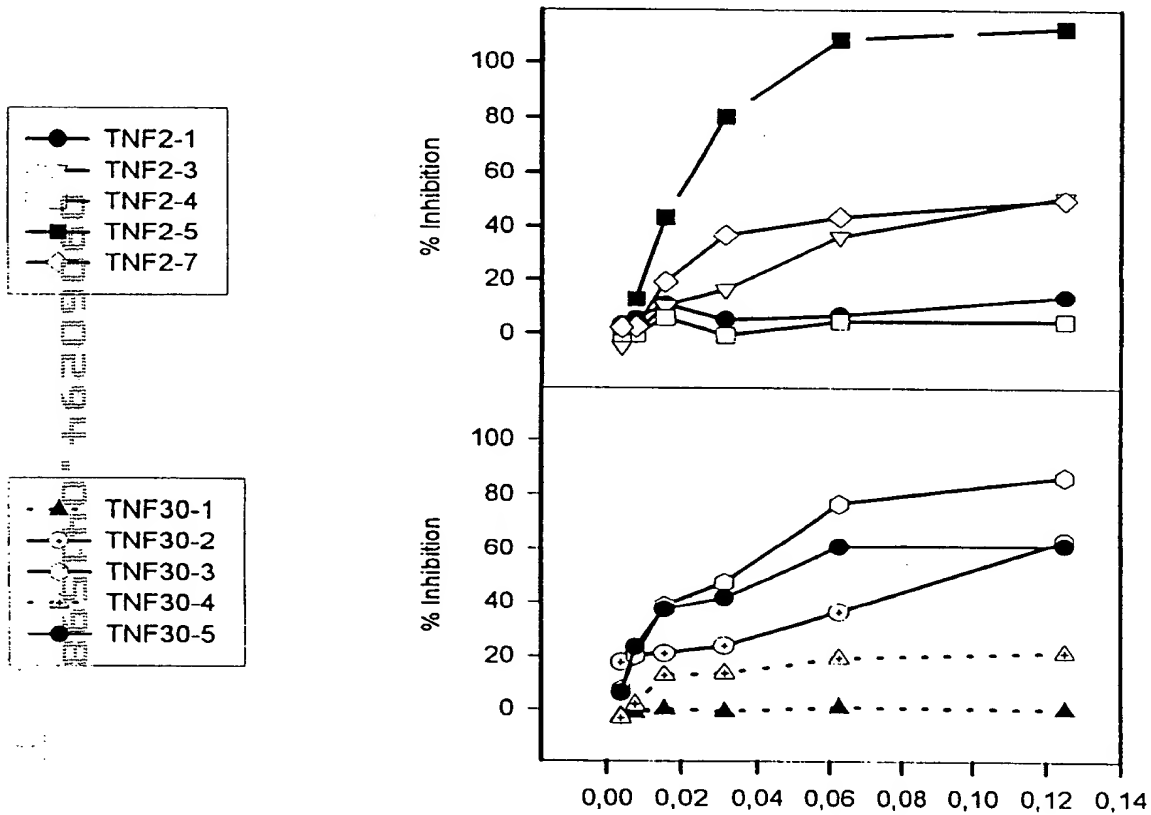 TNF2-1
TNF2-3
TNF2-4
TNF2-5
TNF2-7
% Inhibition
100
80
60
40
20
0
TNF30-1
TNF30-2
TNF30-3
TNF30-4
TNF30-5
% Inhibition
100
80
60
40
20
0
0,00 0,02 0,04 0,06 0,08 0,10 0,12 0,14